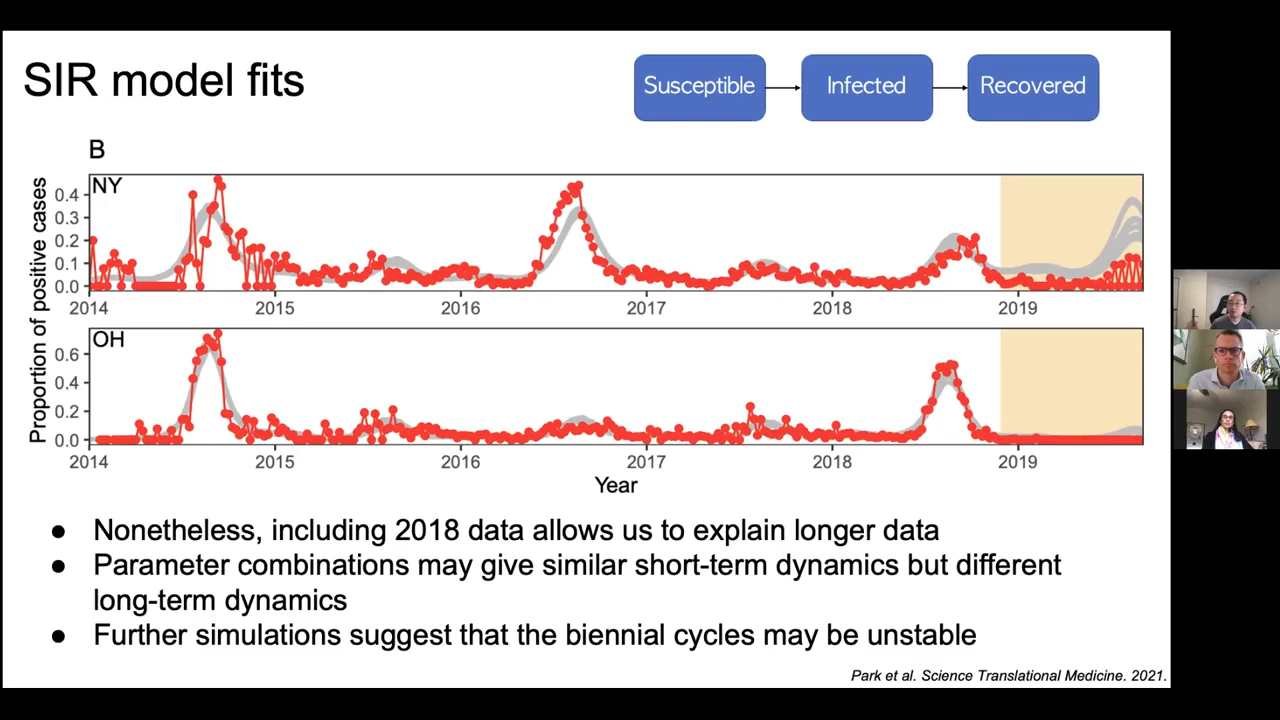 SIR model fits
Susceptible Infected Recovered
B
NY
Proportion of positive cases
0.4
0.3
0.2
0.1
0.0
2014 2015 2016 2017 2018 2019
OH
0.6
0.4
0.2
0.0
2014 2015 2016 2017 2018 2019
Year
● Nonetheless, including 2018 data allows us to explain longer data
● Parameter combinations may give similar short-term dynamics but different
long-term dynamics
● Further simulations suggest that the biennial cycles may be unstable
Park et al. Science Translational Medicine. 2021.